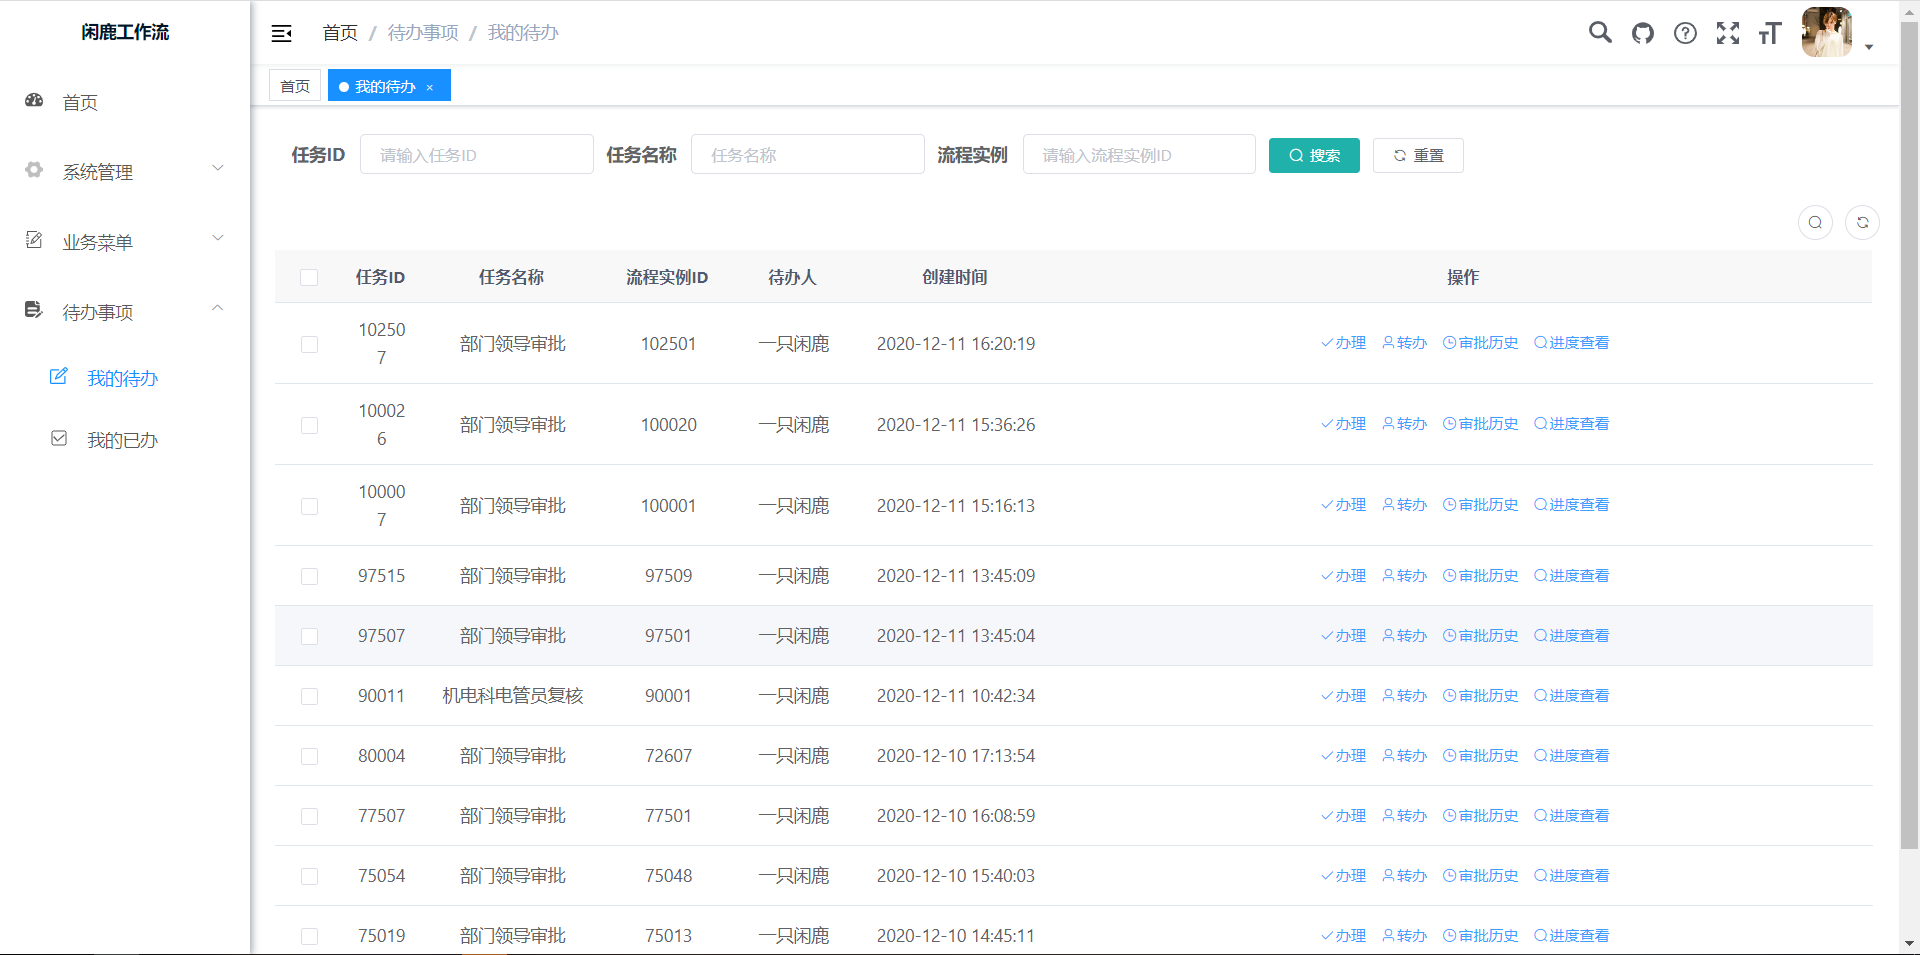 闲鹿工作流
首页
系统管理
业务菜单
待办事项
我的待办
我的已办
首页 / 待办事项 / 我的待办
首页
我的待办 ×
任务ID 请输入任务ID 任务名称 任务名称 流程实例 请输入流程实例ID 搜索 重置
任务ID 任务名称 流程实例ID 待办人 创建时间 操作
102507 部门领导审批 102501 一只闲鹿 2020-12-11 16:20:19 办理 转办 审批历史 进度查看
100026 部门领导审批 100020 一只闲鹿 2020-12-11 15:36:26 办理 转办 审批历史 进度查看
100007 部门领导审批 100001 一只闲鹿 2020-12-11 15:16:13 办理 转办 审批历史 进度查看
97515 部门领导审批 97509 一只闲鹿 2020-12-11 13:45:09 办理 转办 审批历史 进度查看
97507 部门领导审批 97501 一只闲鹿 2020-12-11 13:45:04 办理 转办 审批历史 进度查看
90011 机电科电管员复核 90001 一只闲鹿 2020-12-11 10:42:34 办理 转办 审批历史 进度查看
80004 部门领导审批 72607 一只闲鹿 2020-12-10 17:13:54 办理 转办 审批历史 进度查看
77507 部门领导审批 77501 一只闲鹿 2020-12-10 16:08:59 办理 转办 审批历史 进度查看
75054 部门领导审批 75048 一只闲鹿 2020-12-10 15:40:03 办理 转办 审批历史 进度查看
75019 部门领导审批 75013 一只闲鹿 2020-12-10 14:45:11 办理 转办 审批历史 进度查看